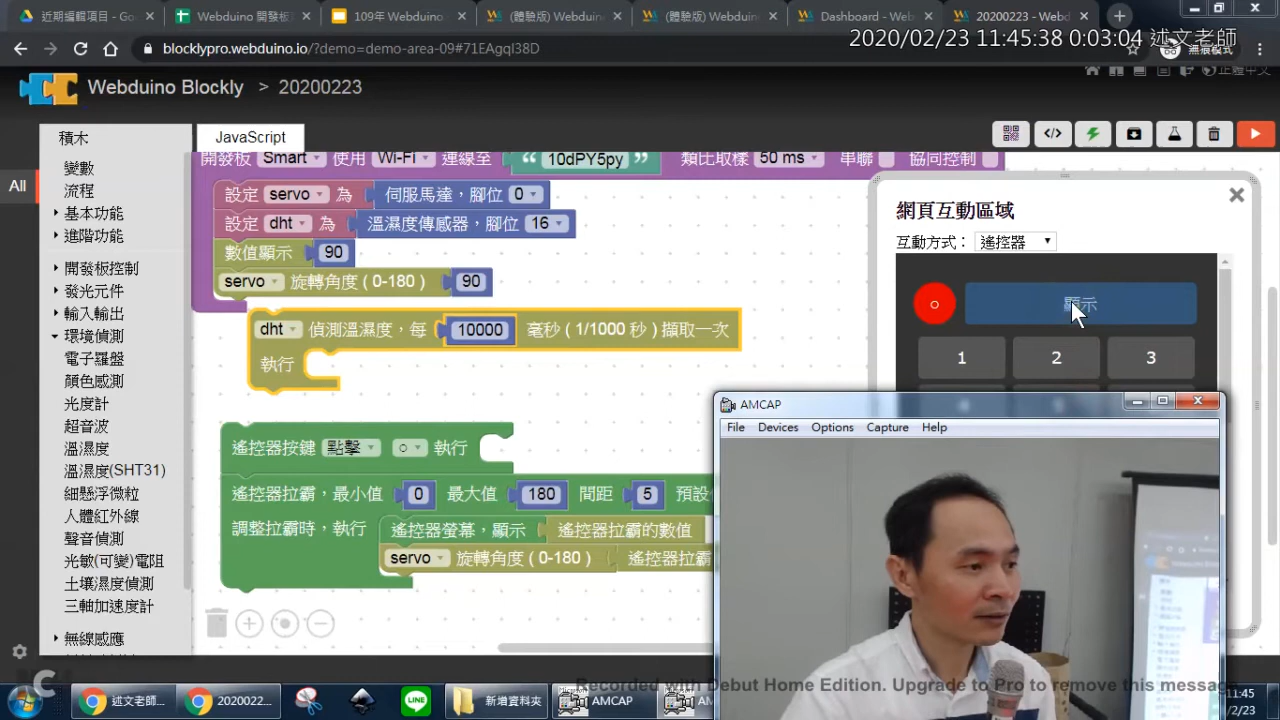 近期編輯項目 - Go
Webduino 開發板
109年 Webduino
(體驗版) Webduin
(體驗版) Webduin
Dashboard - Web
20200223 - Webd
blocklypro.webduino.io/?demo=demo-area-09#71EAgqI38D
2020/02/23 11:45:38 0:03:04 述文老師
無痕模式
Webduino Blockly > 20200223
正體中文
積木
JavaScript
All
變數
流程
基本功能
進階功能
開發板控制
發光元件
輸入輸出
環境偵測
電子羅盤
顏色感測
光度計
超音波
溫濕度
溫濕度(SHT31)
細懸浮微粒
人體紅外線
聲音偵測
光敏(可變)電阻
土壤濕度偵測
三軸加速度計
無線感應
開發板 Smart 使用 Wi-Fi 連線至 “ 10dPY5py ” 類比取樣 50 ms 串聯 協同控制
設定 servo 為 伺服馬達，腳位 0
設定 dht 為 溫濕度傳感器，腳位 16
數值顯示 90
servo 旋轉角度 ( 0-180 ) 90
dht 偵測溫濕度，每 10000 毫秒 ( 1/1000 秒 ) 擷取一次
執行
遙控器按鍵 點擊 ○ 執行
遙控器拉霸，最小值 0 最大值 180 間距 5 預設
調整拉霸時，執行 遙控器螢幕，顯示 遙控器拉霸的數值
servo 旋轉角度 ( 0-180 ) 遙控器拉霸
網頁互動區域
互動方式： 遙控器
○ 顯示
1 2 3
AMCAP
File Devices Options Capture Help
Recorded with Debut Home Edition. Upgrade to Pro to remove this message
述文老師...
2020022...
LINE
新增資料夾
AMCAP
AMCAP
11:45
/2/23